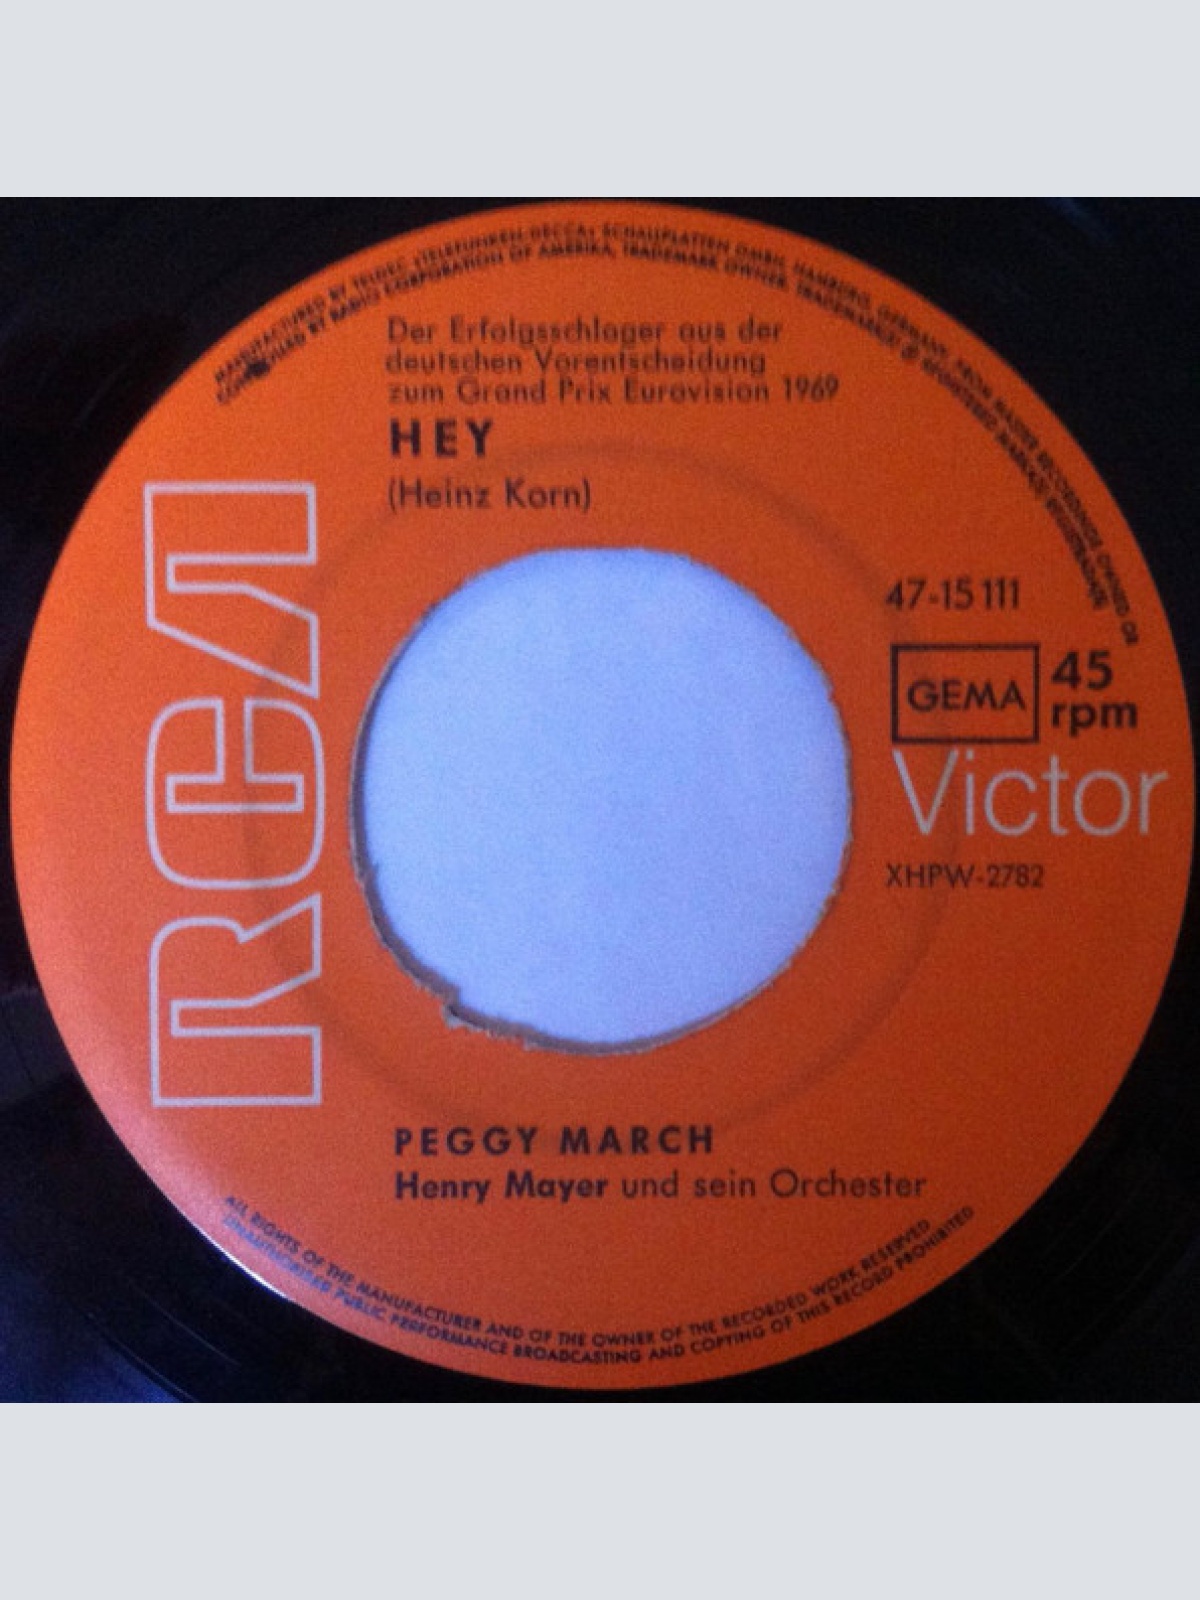 MANUFACTURED BY TELDEC »TELEFUNKEN-DECCA« SCHALLPLATTEN GMBH, HAMBURG, GERMANY, FROM MASTER RECORDINGS OWNED OR
CONTROLLED BY RADIO CORPORATION OF AMERIKA, TRADEMARK OWNER. TRADEMARK(S) ® REGISTERED MARKA(S) REGISTRADA(S)
Der Erfolgsschlager aus der
deutschen Vorentscheidung
zum Grand Prix Eurovision 1969
HEY
(Heinz Korn)
RCA
47-15 111
GEMA
45
rpm
Victor
XHPW-2782
PEGGY MARCH
Henry Mayer und sein Orchester
ALL RIGHTS OF THE MANUFACTURER AND OF THE OWNER OF THE RECORDED WORK RESERVED
UNAUTHORISED PUBLIC PERFORMANCE BROADCASTING AND COPYING OF THIS RECORD PROHIBITED